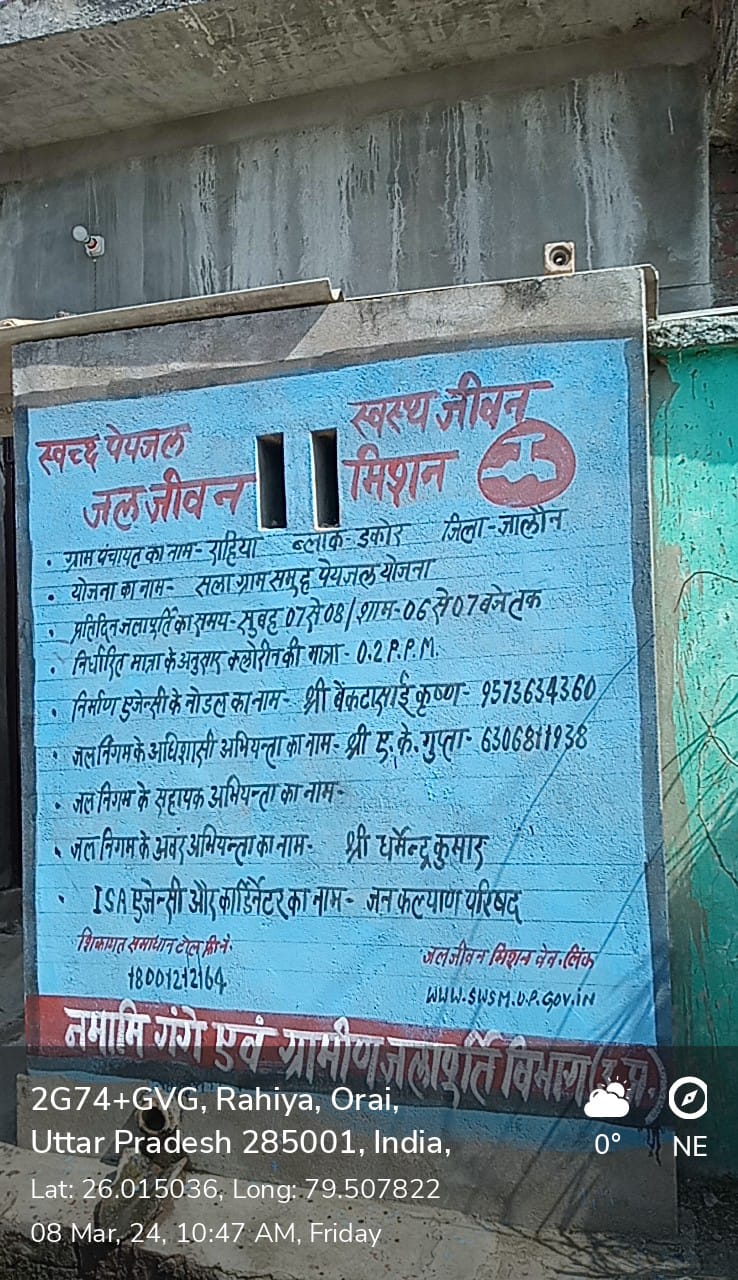 स्वच्छ पेयजल स्वस्थ जीवन
जल जीवन मिशन
• ग्राम पंचायत का नाम- राहिया ब्लाक- डकोर जिला- जालौन
• योजना का नाम- सला ग्राम समूह पेयजल योजना
• प्रतिदिन जलापूर्ति का समय- सुबह 07 से 08 / शाम- 06 से 07 बजे तक
• निर्धारित मात्रा के अनुसार क्लोरीन की मात्रा- 0.2 P.P.M.
• निर्माण एजेन्सी के नोडल का नाम- श्री वेंकटासाई कृष्ण- 9573634360
• जल निगम के अधिशासी अभियन्ता का नाम- श्री ए. के. गुप्ता- 6306811938
• जल निगम के सहायक अभियन्ता का नाम-
• जल निगम के अवर अभियन्ता का नाम- श्री धर्मेन्द्र कुमार
• ISA एजेन्सी और कार्डिनेटर का नाम- जन कल्याण परिषद
शिकायत समाधान टोल फ्री नं.
18001212164
जल जीवन मिशन वेव.लिंक
WWW.SWSM.U.P.GOV.iN
नमामि गंगे एवं ग्रामीण जलापूर्ति विभाग (उ.प्र.)
2G74+GVG, Rahiya, Orai,
Uttar Pradesh 285001, India,
Lat: 26.015036, Long: 79.507822
08 Mar, 24, 10:47 AM, Friday
0° NE